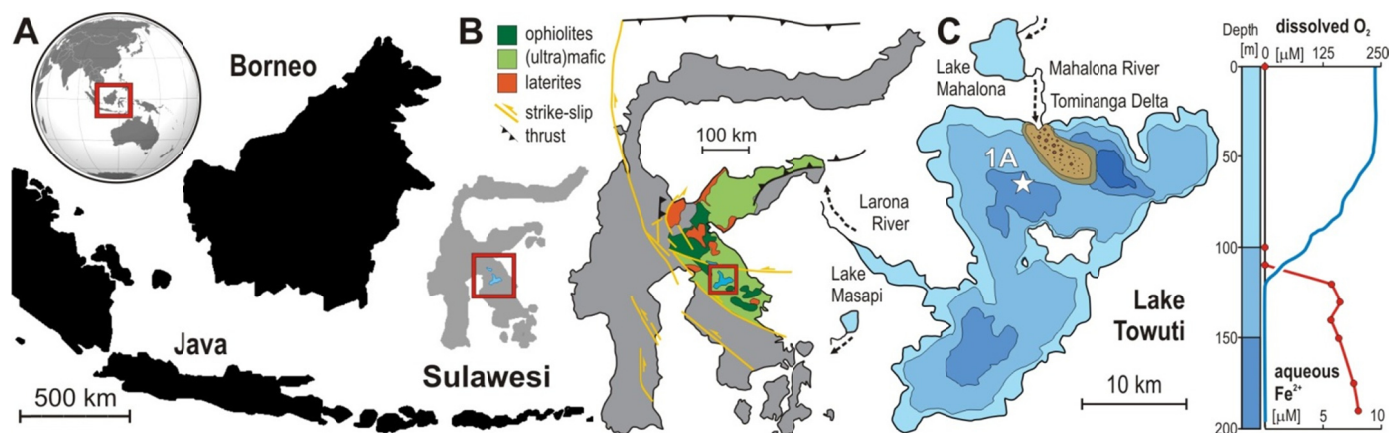 A
Borneo
Java
500 km
Sulawesi
B
ophiolites
(ultra)mafic
laterites
strike-slip
thrust
100 km
C
Lake
Mahalona
Mahalona River
Tominanga Delta
1A
Larona
River
Lake
Masapi
Lake
Towuti
10 km
Depth
[m]
dissolved O₂
0 [µM] 125 250
0
50
100
150
200
aqueous
Fe²⁺
[µM] 5 10